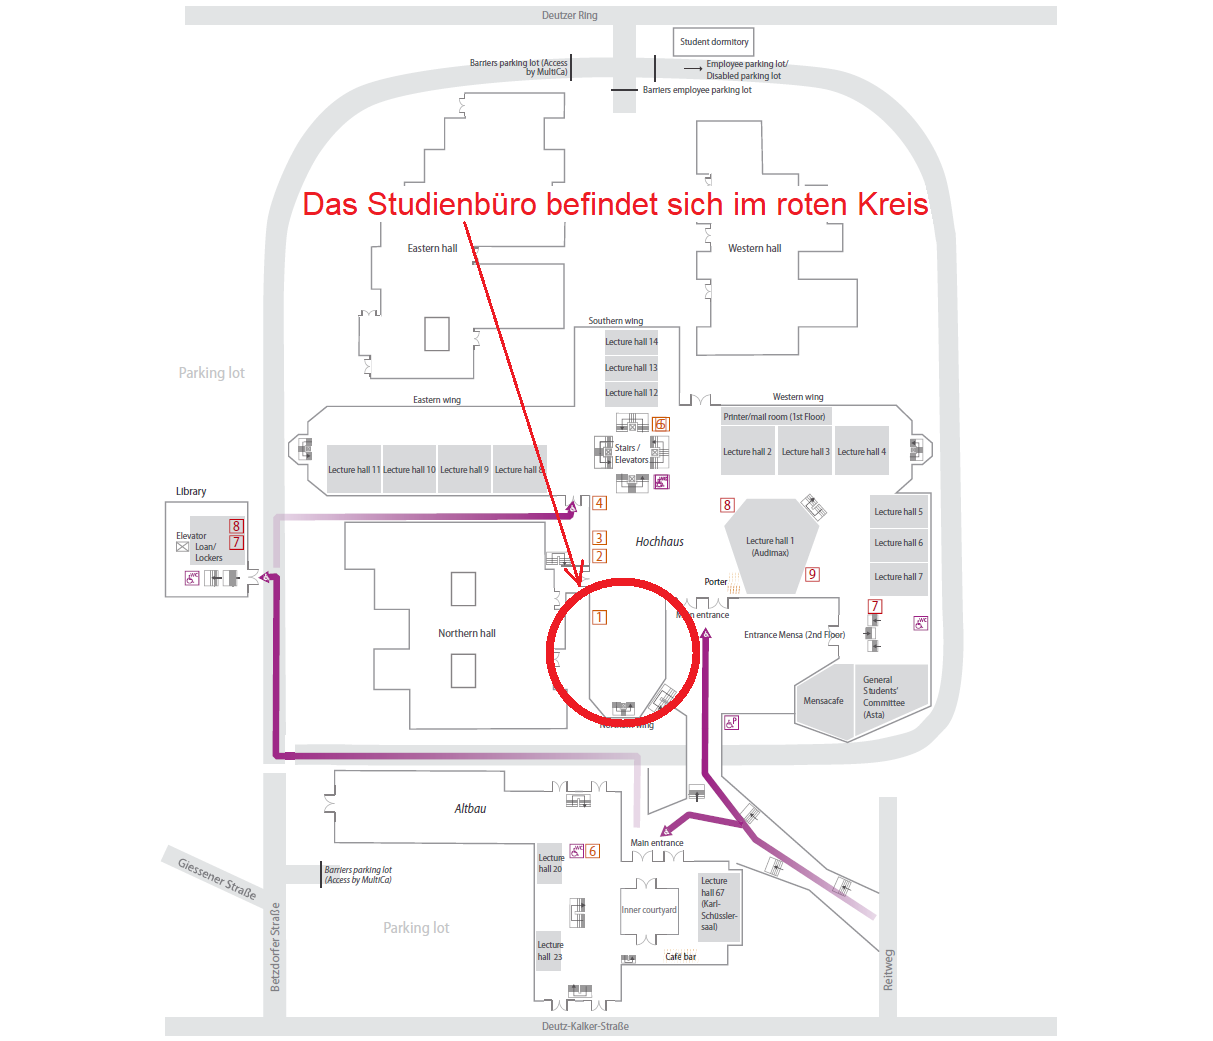 Deutzer Ring
Student dormitory
Barriers parking lot (Access
by MultiCa)
Employee parking lot/
Disabled parking lot
Barriers employee parking lot
Das Studienbüro befindet sich im roten Kreis
Eastern hall
Western hall
Southern wing
Lecture hall 14
Lecture hall 13
Lecture hall 12
Parking lot
Eastern wing
Western wing
Printer/mail room (1st Floor)
6
Stairs /
Elevators
Lecture hall 11
Lecture hall 10
Lecture hall 9
Lecture hall 8
Lecture hall 2
Lecture hall 3
Lecture hall 4
WC
Library
8
7
Elevator
Loan/
Lockers
WC
4
3
2
1
Hochhaus
8
Lecture hall 1
(Audimax)
9
Lecture hall 5
Lecture hall 6
Lecture hall 7
Porter
Main entrance
7
WC
Entrance Mensa (2nd Floor)
Northern hall
Mensacafe
General
Students'
Committee
(Asta)
P
Northern wing
Altbau
Main entrance
Lecture
hall 20
WC
6
Giessener Straße
Barriers parking lot
(Access by MultiCa)
Lecture
hall 67
(Karl-
Schüssler-
saal)
Inner courtyard
Parking lot
Betzdorfer Straße
Lecture
hall 23
Café bar
Reitweg
Deutz-Kalker-Straße